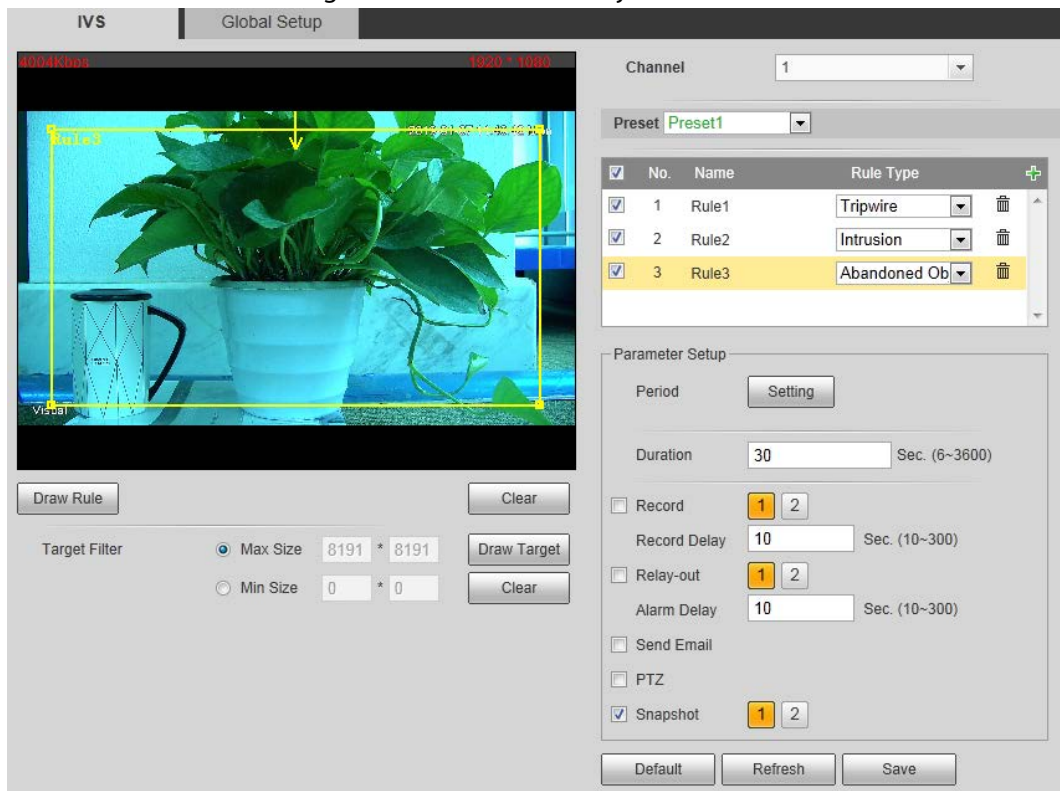 IVS Global Setup
4004Kbps 1920 * 1080
Rule3
Visual
Draw Rule Clear
Target Filter Max Size 8191 * 8191 Draw Target
Min Size 0 * 0 Clear
Channel 1
Preset Preset1
No. Name Rule Type
1 Rule1 Tripwire
2 Rule2 Intrusion
3 Rule3 Abandoned Ob
Parameter Setup
Period Setting
Duration 30 Sec. (6~3600)
Record 1 2
Record Delay 10 Sec. (10~300)
Relay-out 1 2
Alarm Delay 10 Sec. (10~300)
Send Email
PTZ
Snapshot 1 2
Default Refresh Save